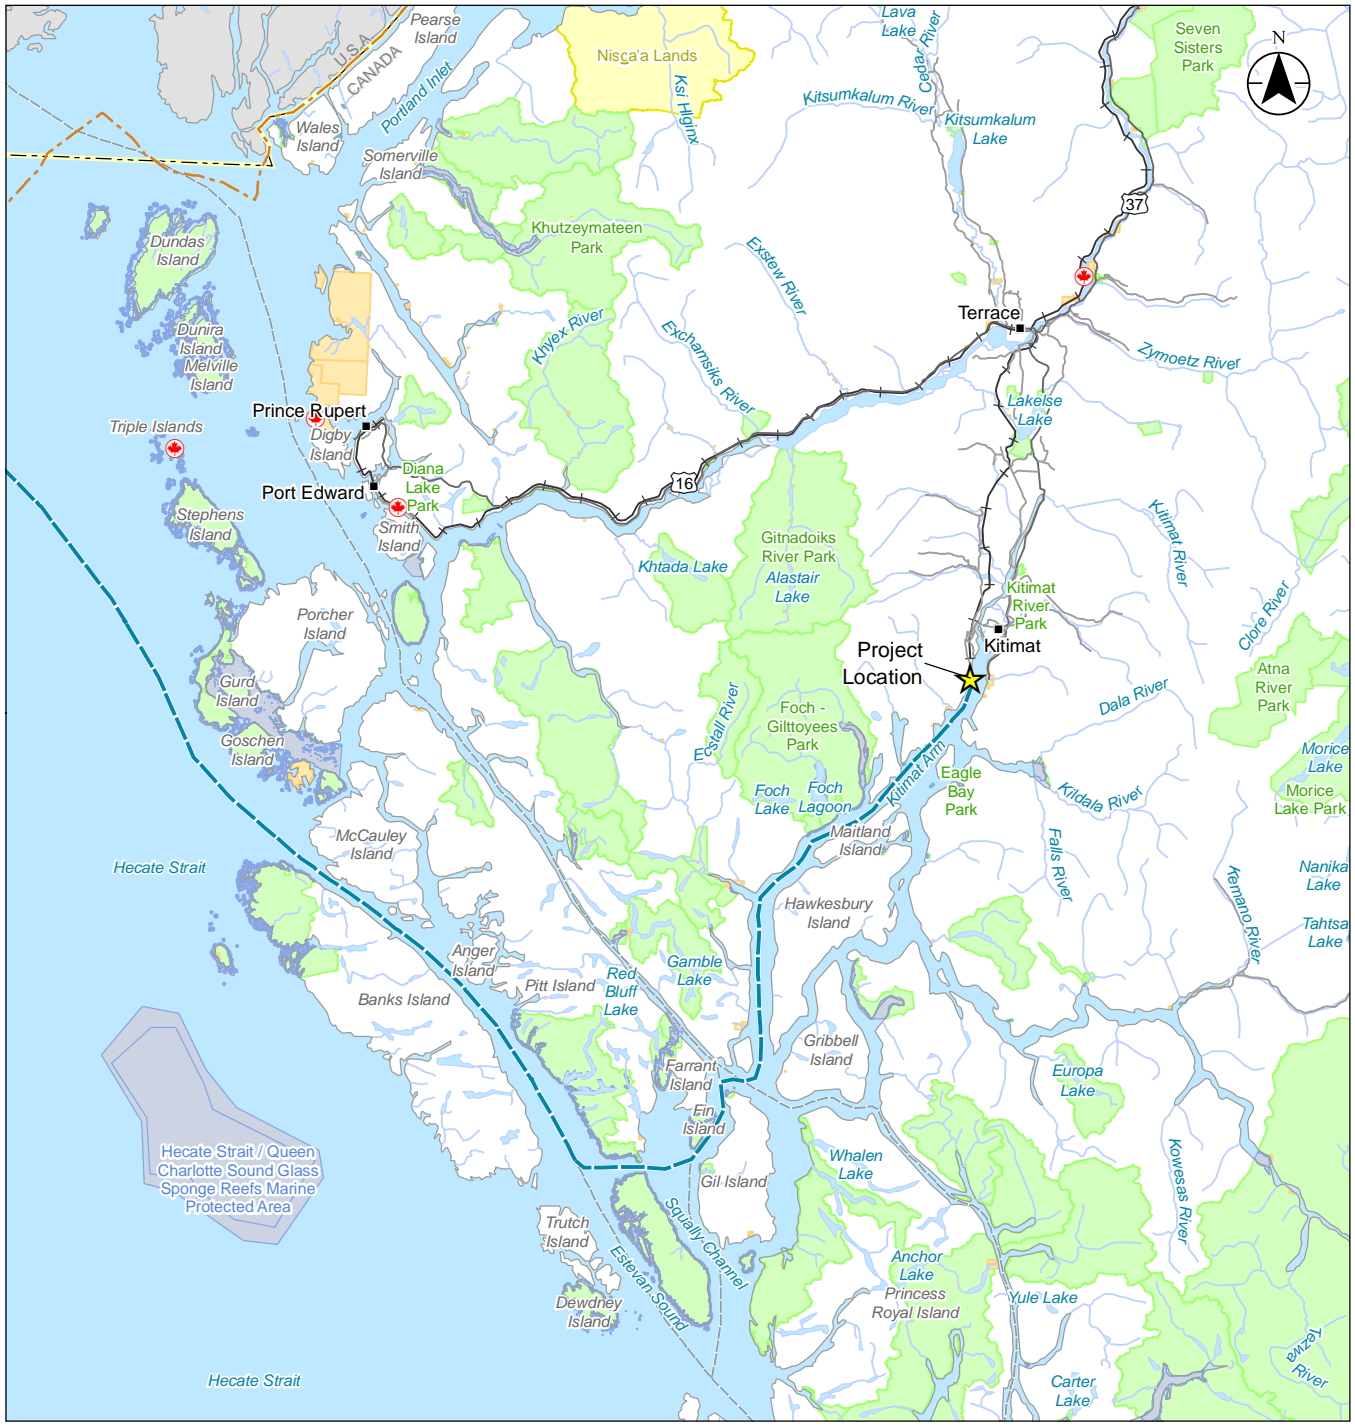 Pearse
Island
U.S.A
CANADA
Portland Inlet
Wales
Island
Somerville
Island
Nisga'a Lands
Ksi Hlginx
Lava
Lake
Cedar River
Kitsumkalum River
Kitsumkalum
Lake
Seven
Sisters
Park
N
37
Dundas
Island
Khutzeymateen
Park
Exstew River
Dunira
Island
Melville
Island
Khyex River
Exchamsiks River
Terrace
Zymoetz River
Lakelse
Lake
Prince Rupert
Digby
Island
Triple Islands
Port Edward
Diana
Lake
Park
Smith
Island
16
Stephens
Island
Gitnadoiks
River Park
Alastair
Lake
Khtada Lake
Kitimat River
Clore River
Kitimat
River
Park
Kitimat
Project
Location
Porcher
Island
Gurd
Island
Goschen
Island
Ecstall River
Foch -
Gilttoyees
Park
Foch
Lake
Foch
Lagoon
Kitimat Arm
Eagle
Bay
Park
Dala River
Kildala River
Atna
River
Park
Morice
Lake
Morice
Lake Park
McCauley
Island
Maitland
Island
Falls River
Hecate Strait
Nanika
Lake
Kemano River
Tahtsa
Lake
Hawkesbury
Island
Anger
Island
Banks Island
Pitt Island
Red
Bluff
Lake
Gamble
Lake
Gribbell
Island
Farrant
Island
Fin
Island
Europa
Lake
Hecate Strait / Queen
Charlotte Sound Glass
Sponge Reefs Marine
Protected Area
Whalen
Lake
Kowesas River
Gil Island
Squally Channel
Trutch
Island
Estevan Sound
Dewdney
Island
Anchor
Lake
Princess
Royal Island
Yule Lake
Tezwa
River
Carter
Lake
Hecate Strait